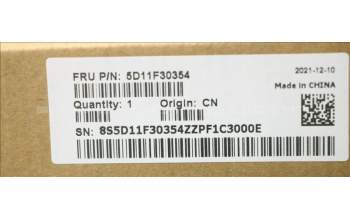 FRU P/N: 5D11F30354
2021-12-10
Made in CHINA
Quantity: 1 Origin: CN
SN: 8S5D11F30354ZZPF1C3000E